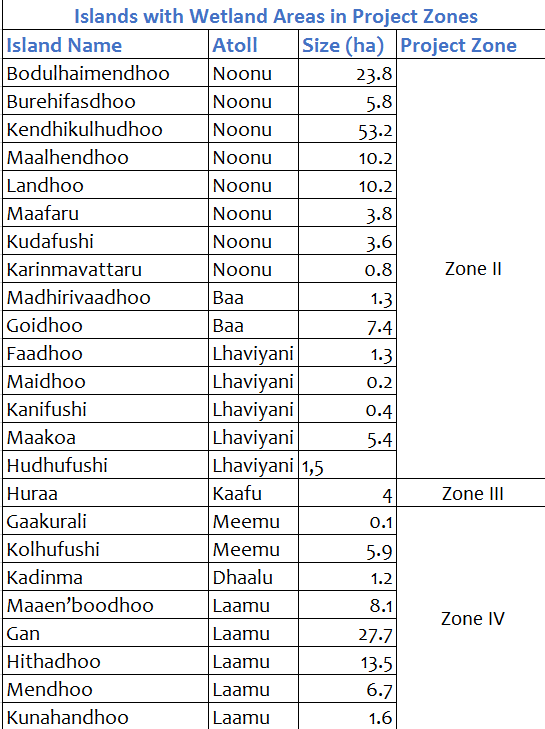 Islands with Wetland Areas in Project Zones
Island Name Atoll Size (ha) Project Zone
Bodulhaimendhoo Noonu 23.8
Burehifasdhoo Noonu 5.8
Kendhikulhudhoo Noonu 53.2
Maalhendhoo Noonu 10.2
Landhoo Noonu 10.2
Maafaru Noonu 3.8
Kudafushi Noonu 3.6
Karinmavattaru Noonu 0.8 Zone II
Madhirivaadhoo Baa 1.3
Goidhoo Baa 7.4
Faadhoo Lhaviyani 1.3
Maidhoo Lhaviyani 0.2
Kanifushi Lhaviyani 0.4
Maakoa Lhaviyani 5.4
Hudhufushi Lhaviyani 1,5
Huraa Kaafu 4 Zone III
Gaakurali Meemu 0.1
Kolhufushi Meemu 5.9
Kadinma Dhaalu 1.2
Maaen’boodhoo Laamu 8.1 Zone IV
Gan Laamu 27.7
Hithadhoo Laamu 13.5
Mendhoo Laamu 6.7
Kunahandhoo Laamu 1.6